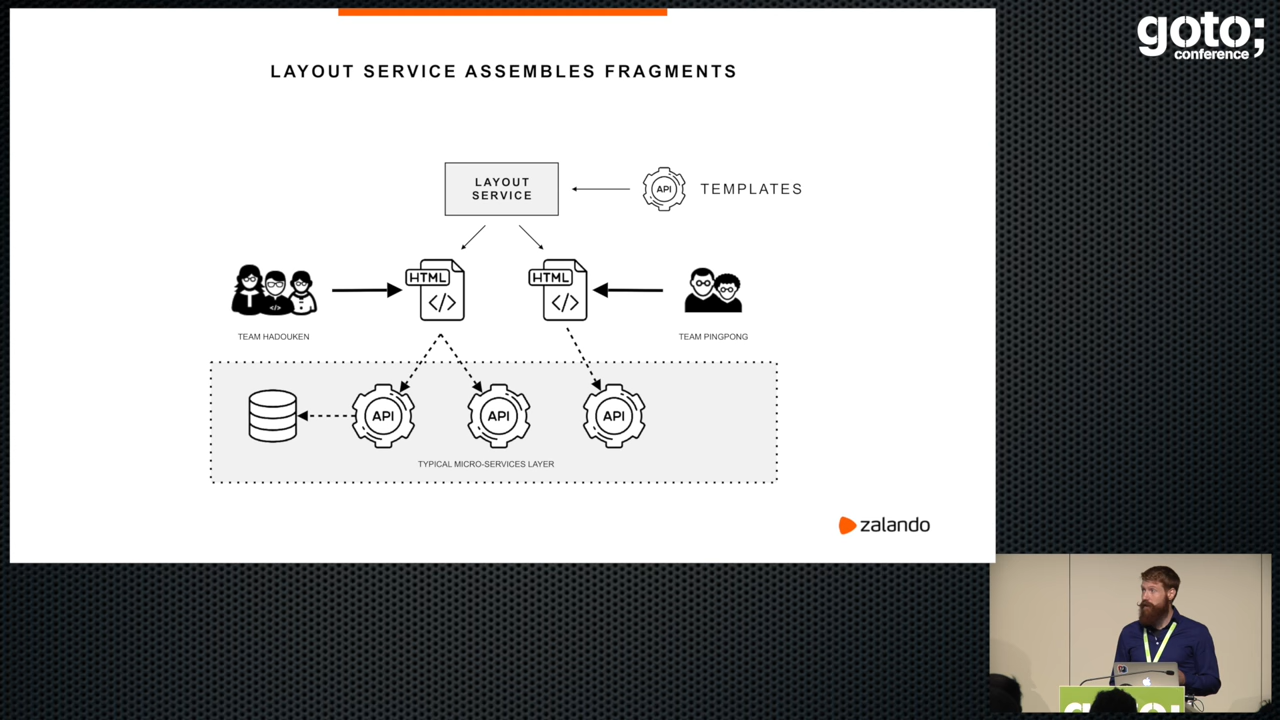 goto;
conference
LAYOUT SERVICE ASSEMBLES FRAGMENTS
LAYOUT
SERVICE
API
TEMPLATES
HTML
</>
HTML
</>
TEAM HADOUKEN
TEAM PINGPONG
API
API
API
TYPICAL MICRO-SERVICES LAYER
zalando
goto;